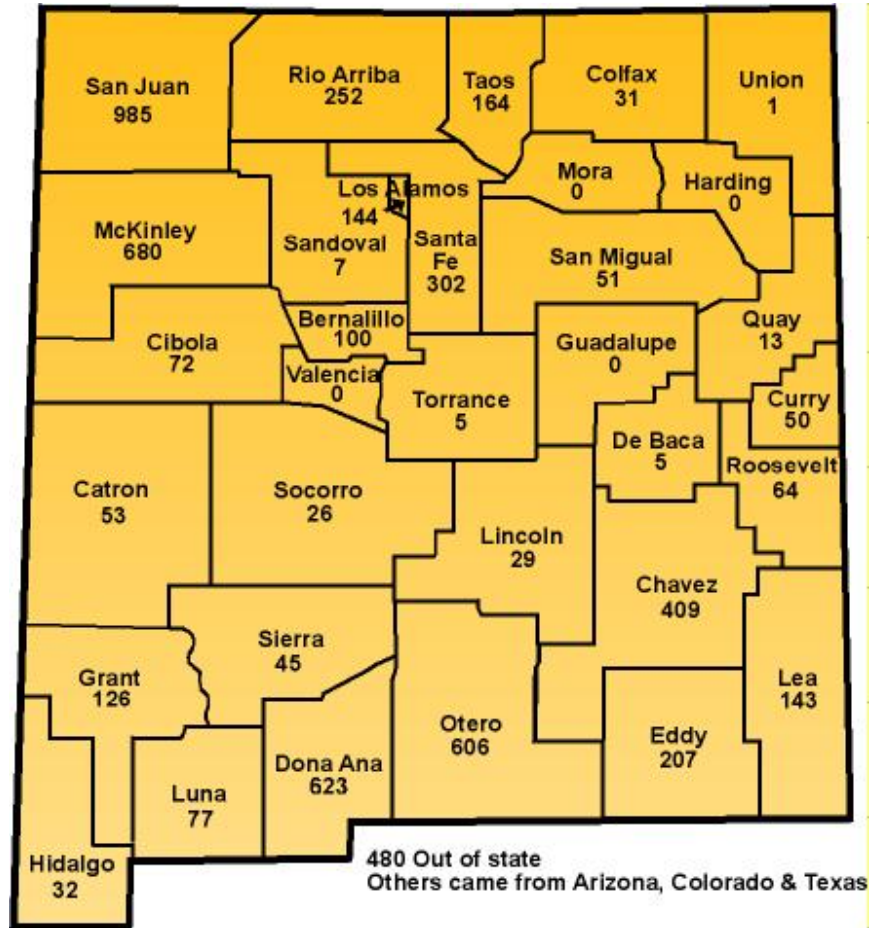 San Juan
985
Rio Arriba
252
Taos
164
Colfax
31
Union
1
Mora
0
Harding
0
Los Alamos
144
McKinley
680
Sandoval
7
Santa
Fe
302
San Migual
51
Bernalillo
100
Quay
13
Cibola
72
Guadalupe
0
Valencia
0
Torrance
5
Curry
50
De Baca
5
Roosevelt
64
Catron
53
Socorro
26
Lincoln
29
Chavez
409
Sierra
45
Grant
126
Lea
143
Otero
606
Eddy
207
Dona Ana
623
Luna
77
Hidalgo
32
480 Out of state
Others came from Arizona, Colorado & Texas